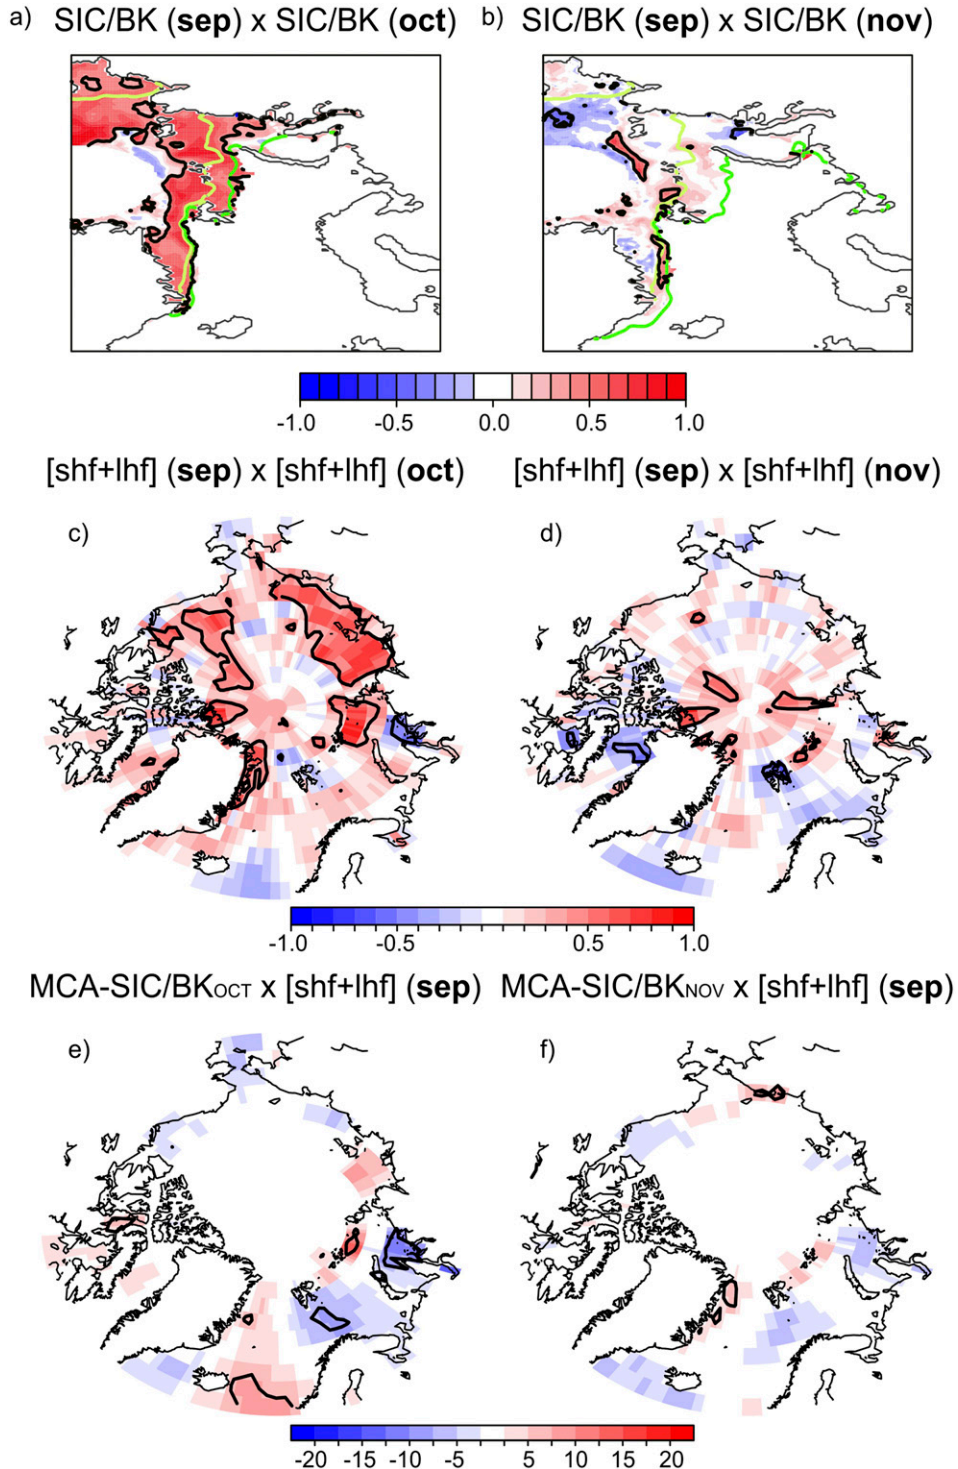 a) SIC/BK (sep) x SIC/BK (oct)
b) SIC/BK (sep) x SIC/BK (nov)
-1.0 -0.5 0.0 0.5 1.0
[shf+lhf] (sep) x [shf+lhf] (oct)
[shf+lhf] (sep) x [shf+lhf] (nov)
c)
d)
-1.0 -0.5 0.5 1.0
MCA-SIC/BKOCT x [shf+lhf] (sep)
MCA-SIC/BKNOV x [shf+lhf] (sep)
e)
f)
-20 -15 -10 -5 5 10 15 20